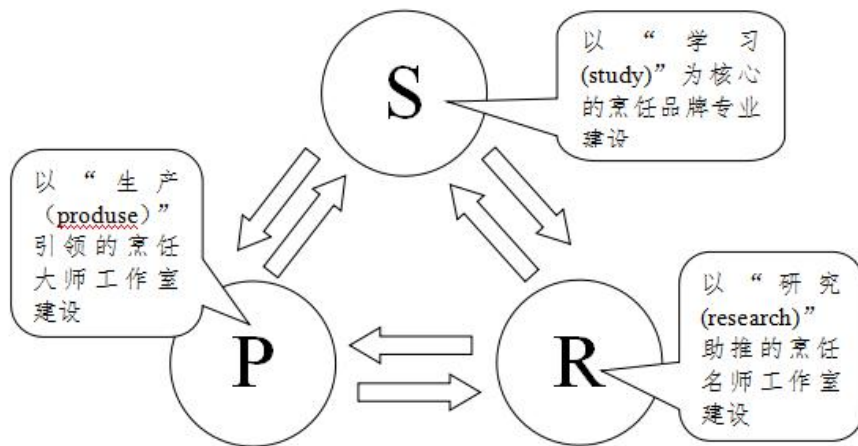 S
以“学习
(study)”为核心
的烹饪品牌专业
建设
以“生产
（produse）”
引领的烹饪
大师工作室
建设
P
R
以“研究
(research)”
助推的烹饪
名师工作室
建设